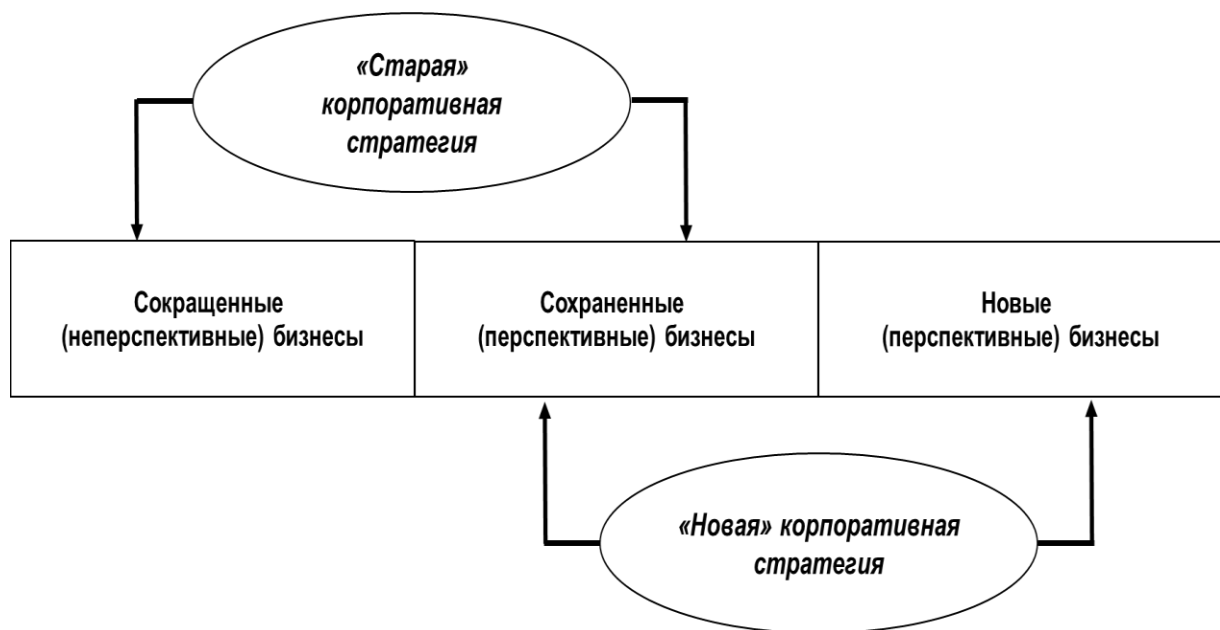 «Старая»
корпоративная
стратегия
Сокращенные
(неперспективные) бизнесы
Сохраненные
(перспективные) бизнесы
Новые
(перспективные) бизнесы
«Новая» корпоративная
стратегия